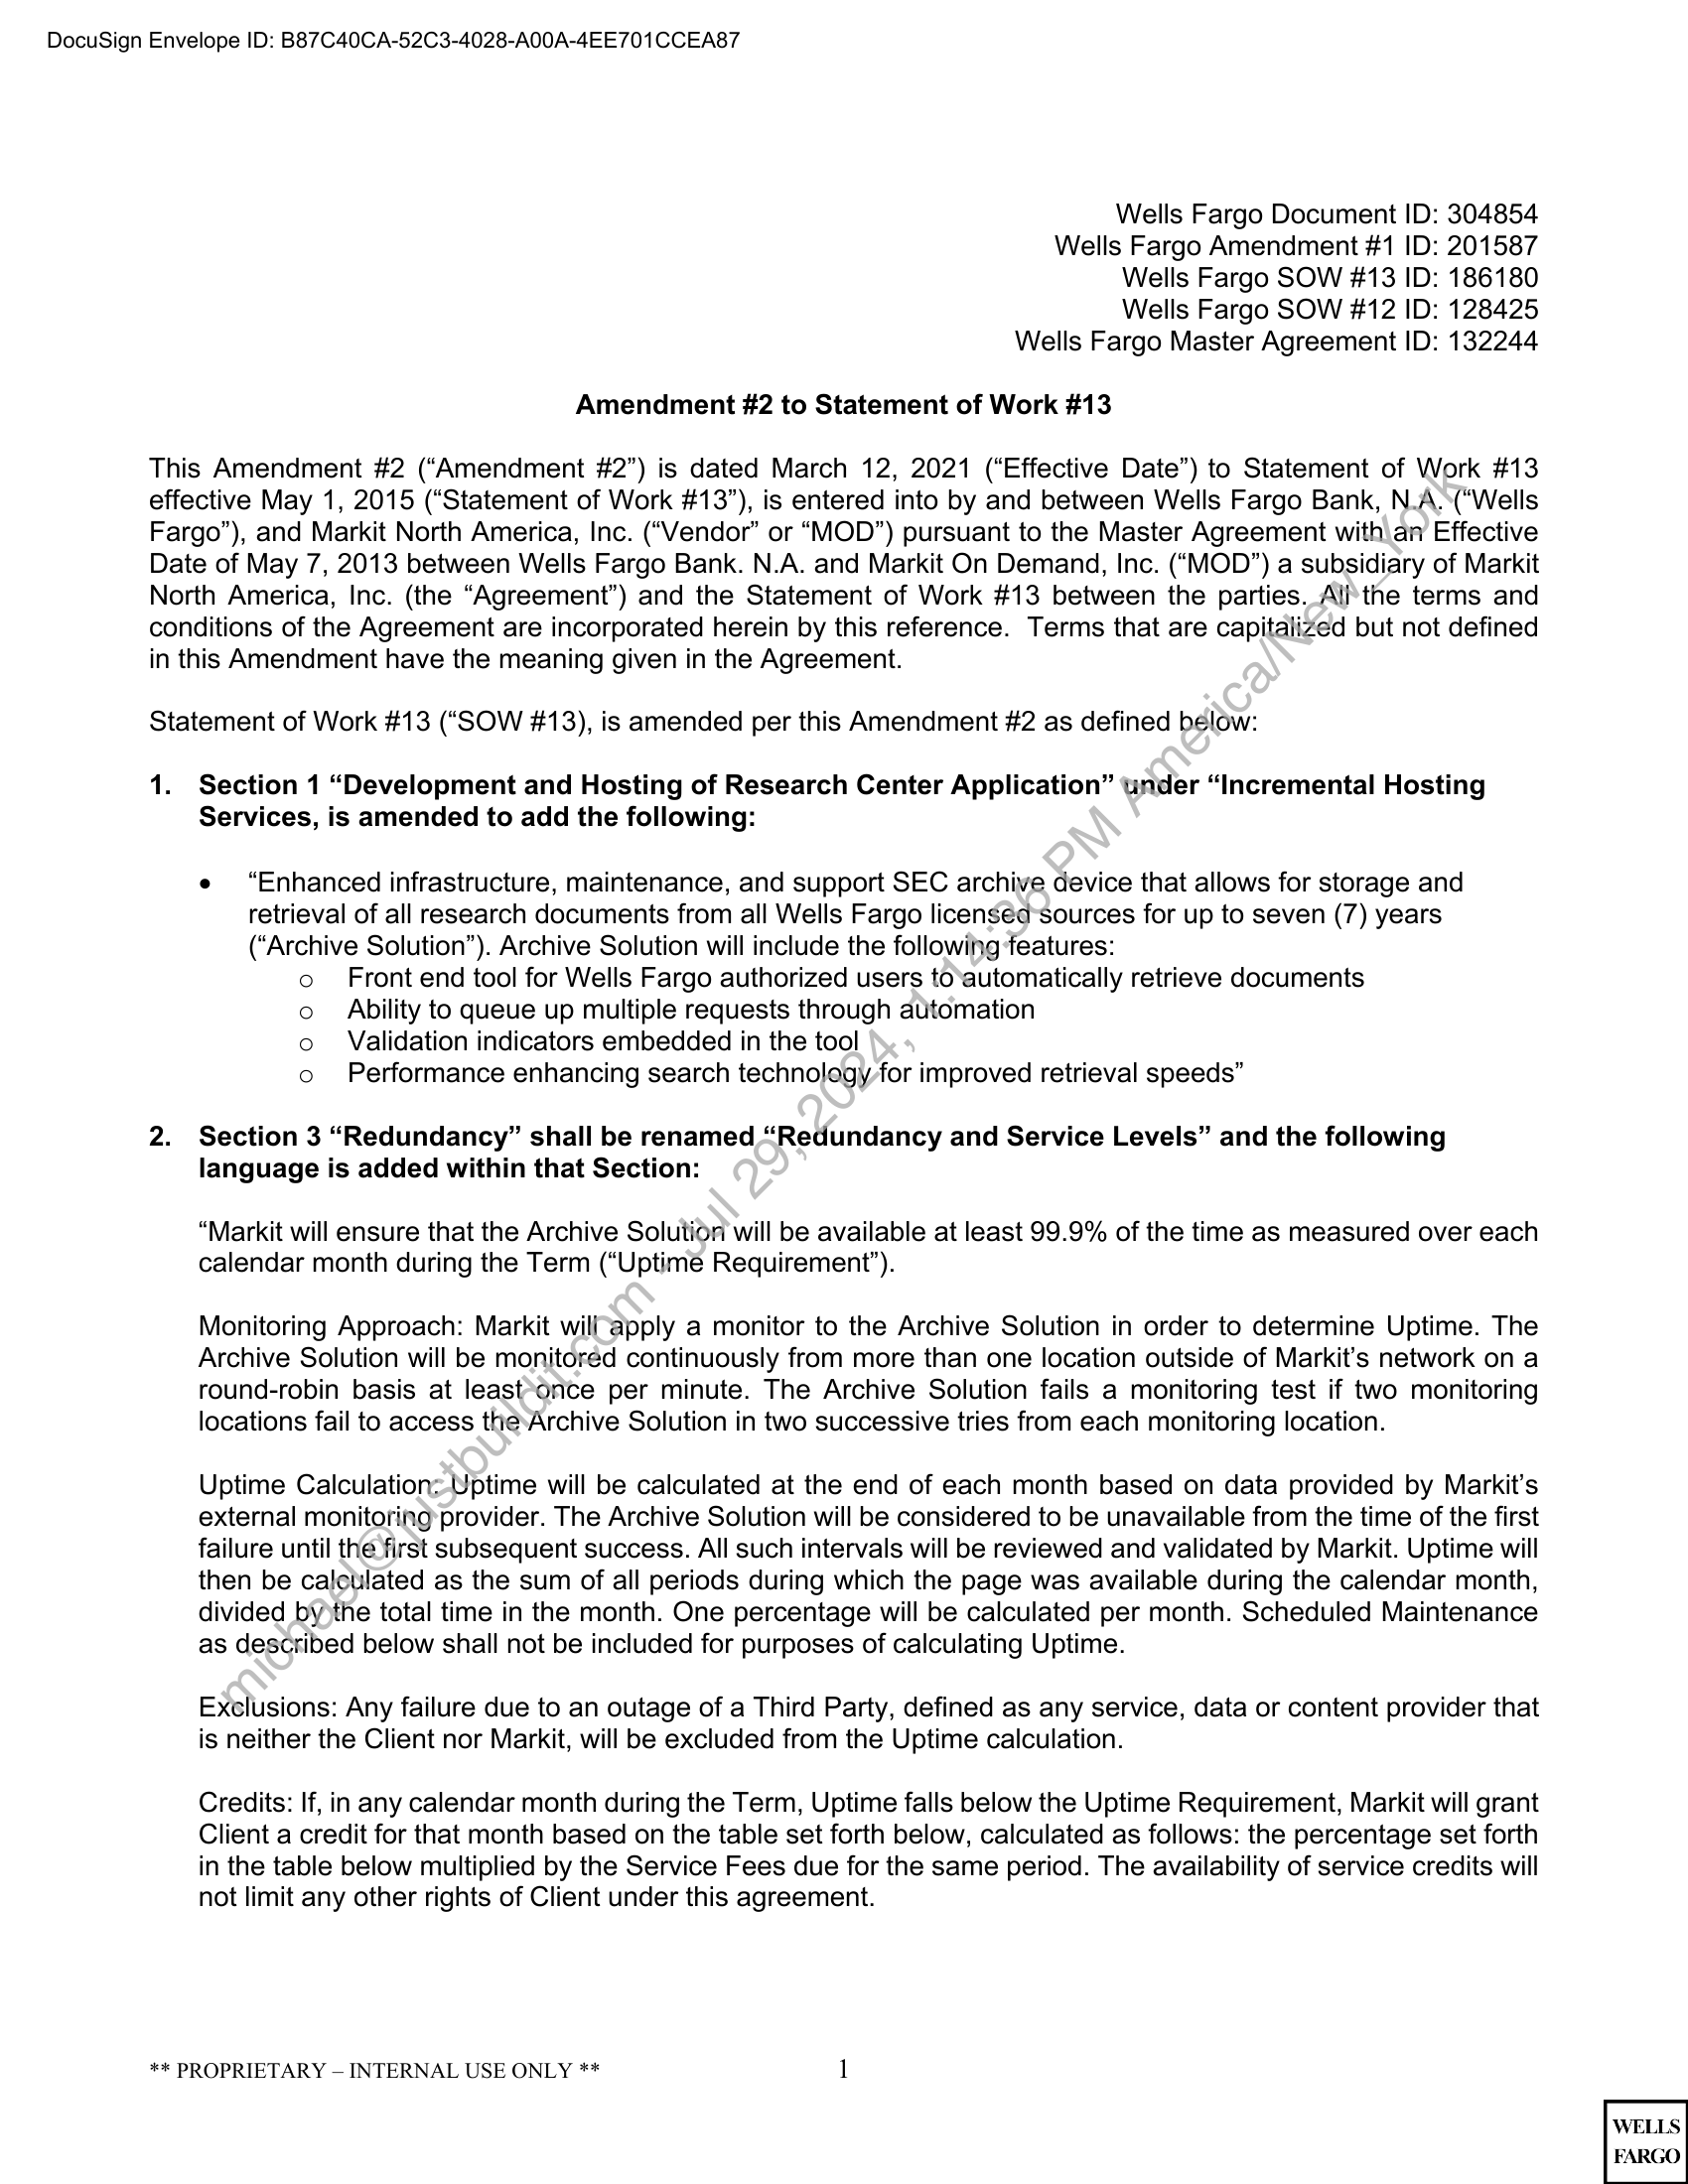 DocuSign Envelope ID: B87C40CA-52C3-4028-A00A-4EE701CCEA87
Wells Fargo Document ID: 304854
Wells Fargo Amendment #1 ID: 201587
Wells Fargo SOW #13 ID: 186180
Wells Fargo SOW #12 ID: 128425
Wells Fargo Master Agreement ID: 132244
Amendment #2 to Statement of Work #13
This Amendment #2 (“Amendment #2”) is dated March 12, 2021 (“Effective Date”) to Statement of Work #13
effective May 1, 2015 (“Statement of Work #13”), is entered into by and between Wells Fargo Bank, N.A. (“Wells
Fargo”), and Markit North America, Inc. (“Vendor” or “MOD”) pursuant to the Master Agreement with an Effective
Date of May 7, 2013 between Wells Fargo Bank. N.A. and Markit On Demand, Inc. (“MOD”) a subsidiary of Markit
North America, Inc. (the “Agreement”) and the Statement of Work #13 between the parties. All the terms and
conditions of the Agreement are incorporated herein by this reference.  Terms that are capitalized but not defined
in this Amendment have the meaning given in the Agreement.
Statement of Work #13 (“SOW #13), is amended per this Amendment #2 as defined below:
1. Section 1 “Development and Hosting of Research Center Application” under “Incremental Hosting
Services, is amended to add the following:
• “Enhanced infrastructure, maintenance, and support SEC archive device that allows for storage and
retrieval of all research documents from all Wells Fargo licensed sources for up to seven (7) years
(“Archive Solution”). Archive Solution will include the following features:
o Front end tool for Wells Fargo authorized users to automatically retrieve documents
o Ability to queue up multiple requests through automation
o Validation indicators embedded in the tool
o Performance enhancing search technology for improved retrieval speeds”
2. Section 3 “Redundancy” shall be renamed “Redundancy and Service Levels” and the following
language is added within that Section:
“Markit will ensure that the Archive Solution will be available at least 99.9% of the time as measured over each
calendar month during the Term (“Uptime Requirement”).
Monitoring Approach: Markit will apply a monitor to the Archive Solution in order to determine Uptime. The
Archive Solution will be monitored continuously from more than one location outside of Markit’s network on a
round-robin basis at least once per minute. The Archive Solution fails a monitoring test if two monitoring
locations fail to access the Archive Solution in two successive tries from each monitoring location.
Uptime Calculation: Uptime will be calculated at the end of each month based on data provided by Markit’s
external monitoring provider. The Archive Solution will be considered to be unavailable from the time of the first
failure until the first subsequent success. All such intervals will be reviewed and validated by Markit. Uptime will
then be calculated as the sum of all periods during which the page was available during the calendar month,
divided by the total time in the month. One percentage will be calculated per month. Scheduled Maintenance
as described below shall not be included for purposes of calculating Uptime.
Exclusions: Any failure due to an outage of a Third Party, defined as any service, data or content provider that
is neither the Client nor Markit, will be excluded from the Uptime calculation.
Credits: If, in any calendar month during the Term, Uptime falls below the Uptime Requirement, Markit will grant
Client a credit for that month based on the table set forth below, calculated as follows: the percentage set forth
in the table below multiplied by the Service Fees due for the same period. The availability of service credits will
not limit any other rights of Client under this agreement.
michael@justbuildit.com - Jul 29, 2024, 1:14:36 PM America/New_York
** PROPRIETARY – INTERNAL USE ONLY **
1
WELLS
FARGO